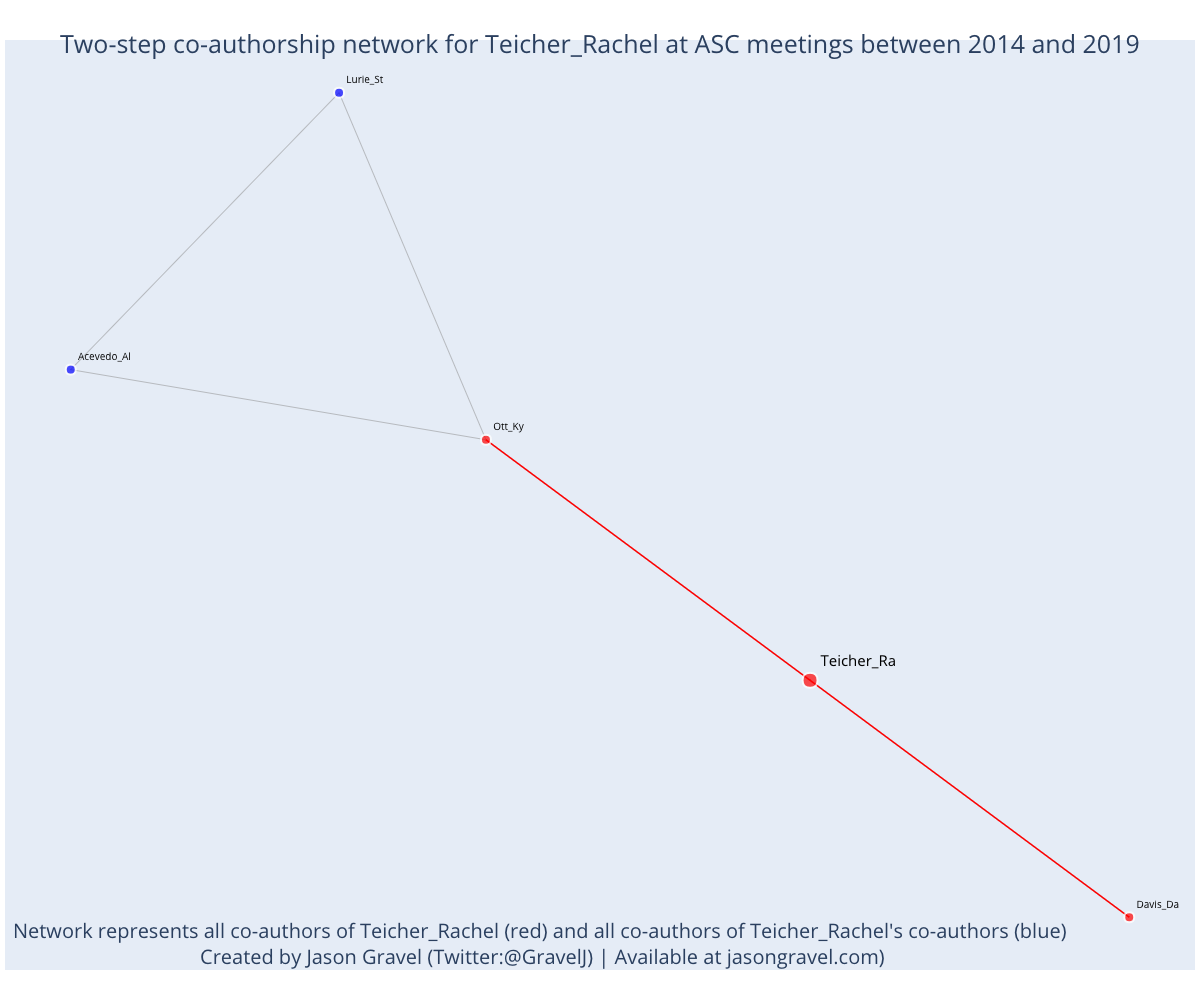 Two-step co-authorship network for Teicher_Rachel at ASC meetings between 2014 and 2019
Lurie_St
Acevedo_Al
Ott_Ky
Teicher_Ra
Davis_Da
Network represents all co-authors of Teicher_Rachel (red) and all co-authors of Teicher_Rachel's co-authors (blue)
Created by Jason Gravel (Twitter:@GravelJ) | Available at jasongravel.com)